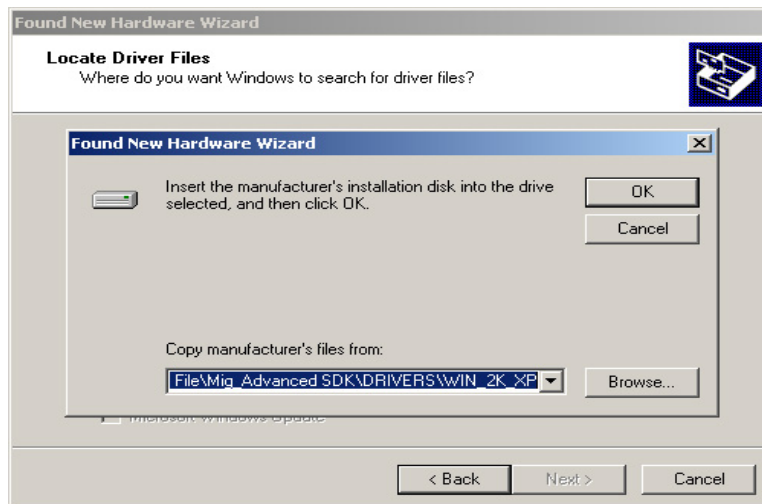 Found New Hardware Wizard
Locate Driver Files
Where do you want Windows to search for driver files?
Found New Hardware Wizard
Insert the manufacturer's installation disk into the drive
selected, and then click OK.
OK
Cancel
Copy manufacturer's files from:
File\Mig_Advanced SDK\DRIVERS\WIN_2K_XP
Browse...
Microsoft Windows Update
< Back
Next >
Cancel